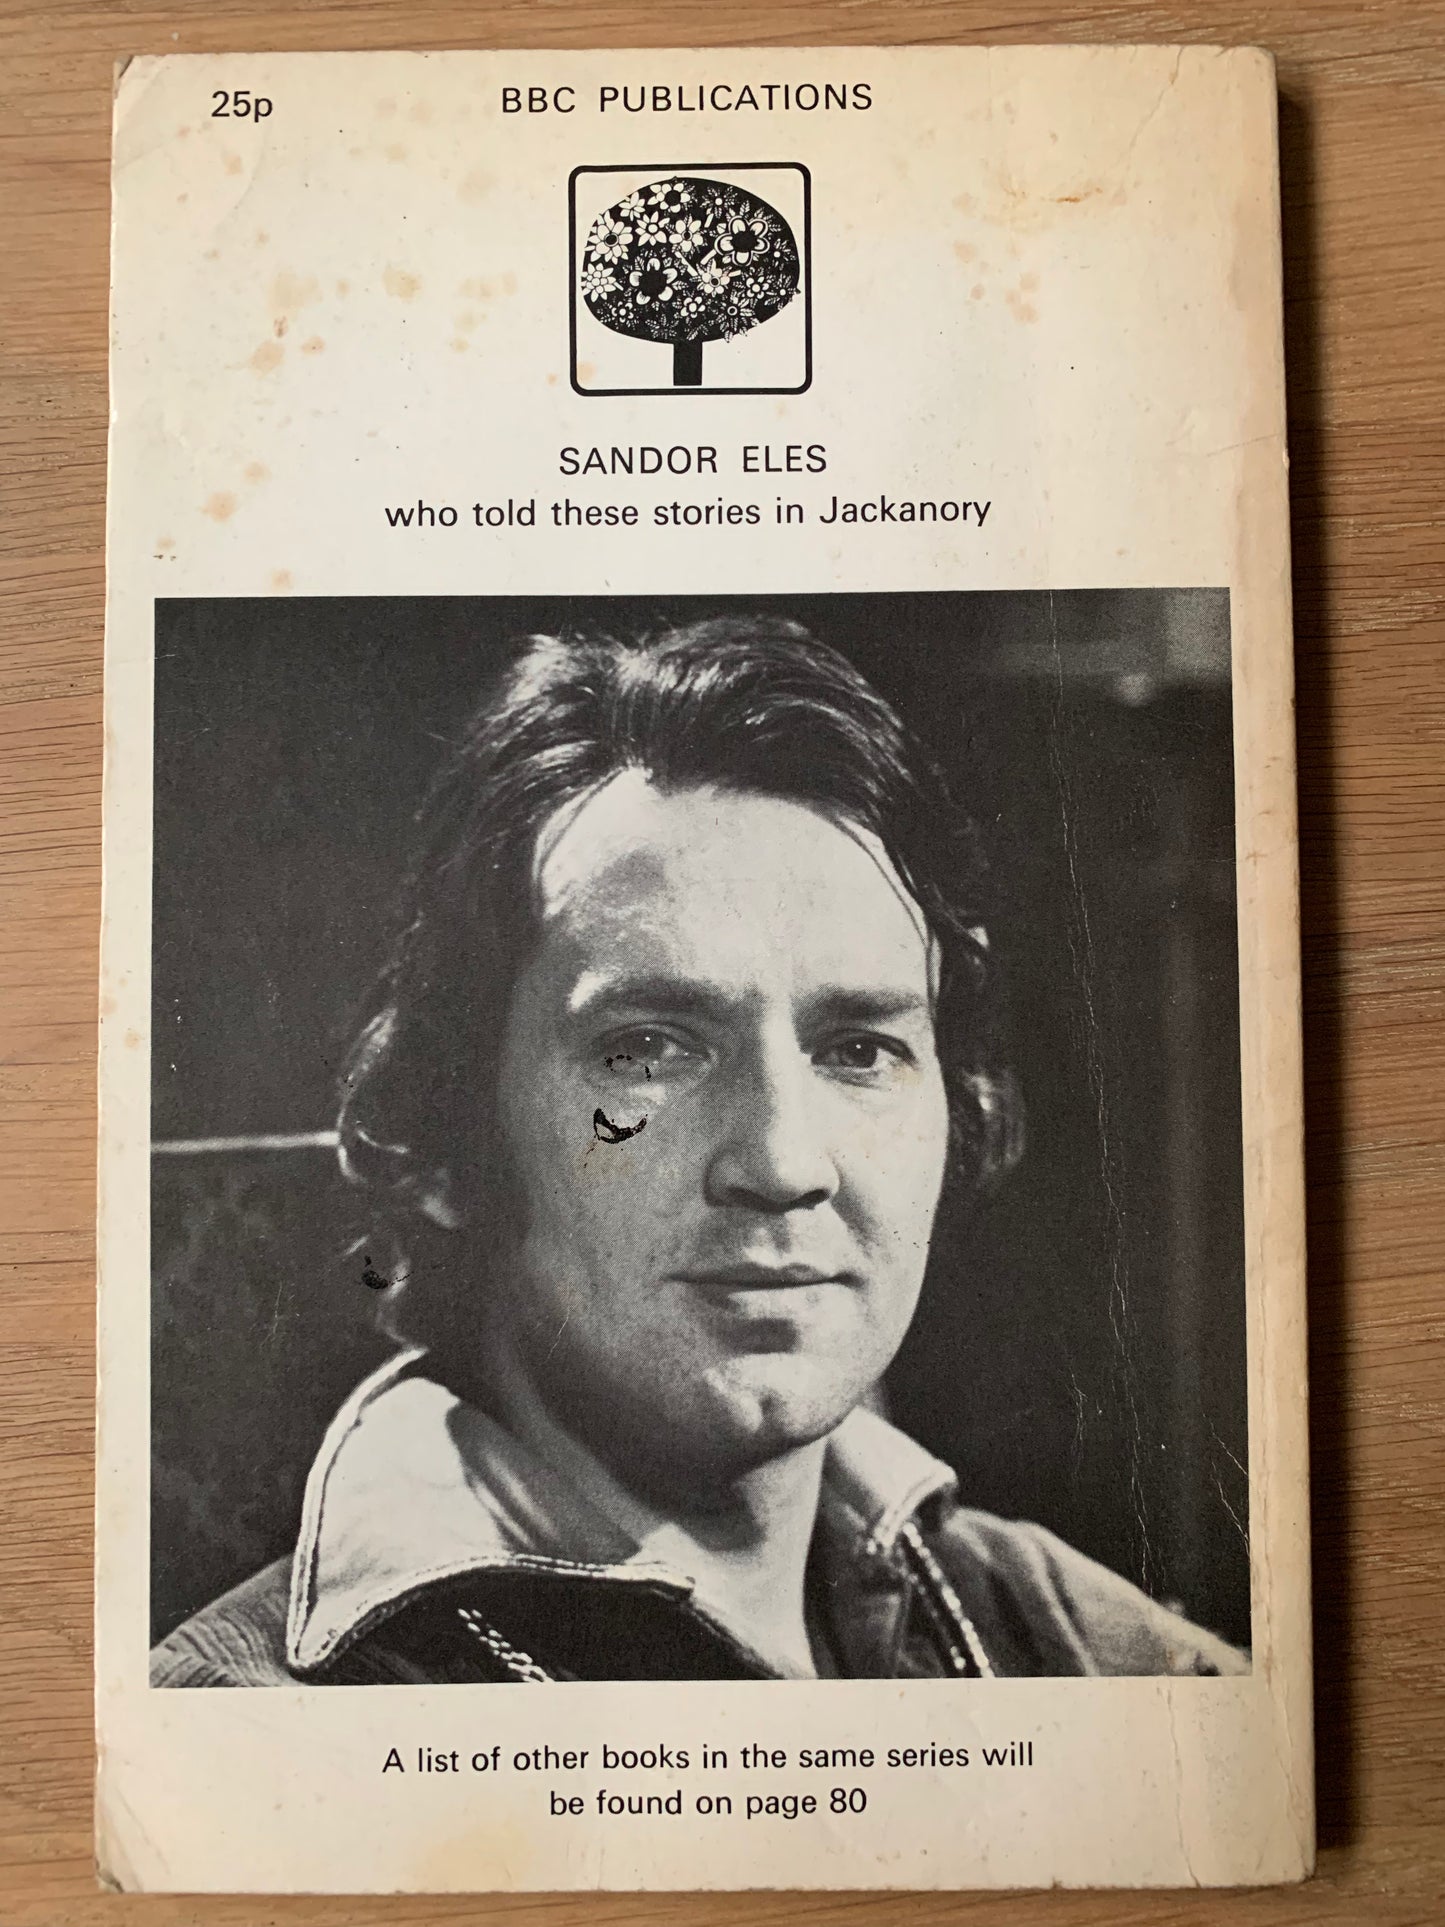 25p
BBC PUBLICATIONS
SANDOR ELES
who told these stories in Jackanory
A list of other books in the same series will
be found on page 80